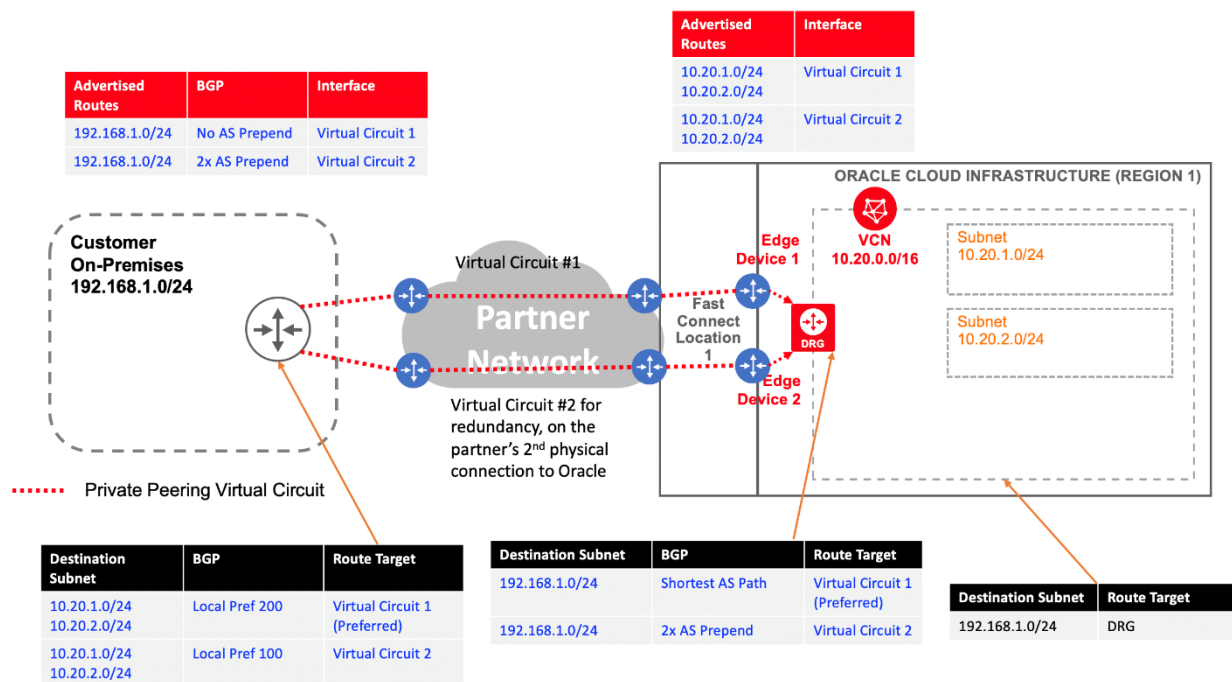 Advertised Routes | Interface
10.20.1.0/24
10.20.2.0/24 | Virtual Circuit 1
10.20.1.0/24
10.20.2.0/24 | Virtual Circuit 2
Advertised Routes | BGP | Interface
192.168.1.0/24 | No AS Prepend | Virtual Circuit 1
192.168.1.0/24 | 2x AS Prepend | Virtual Circuit 2
ORACLE CLOUD INFRASTRUCTURE (REGION 1)
Customer
On-Premises
192.168.1.0/24
Virtual Circuit #1
Partner
Network
Virtual Circuit #2 for
redundancy, on the
partner's 2nd physical
connection to Oracle
Fast
Connect
Location
1
Edge
Device 1
Edge
Device 2
DRG
VCN
10.20.0.0/16
Subnet
10.20.1.0/24
Subnet
10.20.2.0/24
Private Peering Virtual Circuit
Destination Subnet | BGP | Route Target
10.20.1.0/24
10.20.2.0/24 | Local Pref 200 | Virtual Circuit 1
(Preferred)
10.20.1.0/24
10.20.2.0/24 | Local Pref 100 | Virtual Circuit 2
Destination Subnet | BGP | Route Target
192.168.1.0/24 | Shortest AS Path | Virtual Circuit 1
(Preferred)
192.168.1.0/24 | 2x AS Prepend | Virtual Circuit 2
Destination Subnet | Route Target
192.168.1.0/24 | DRG